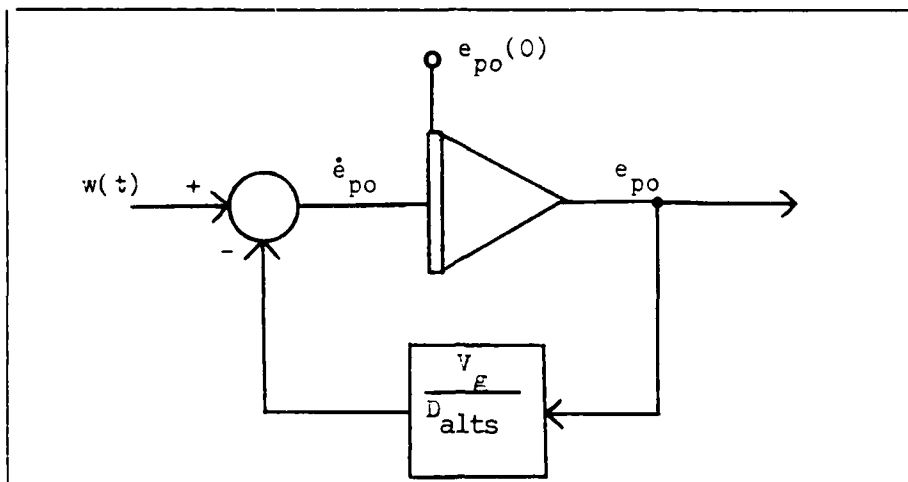 e_po(0)
w(t) + ė_po e_po
-
V_g
D_alts